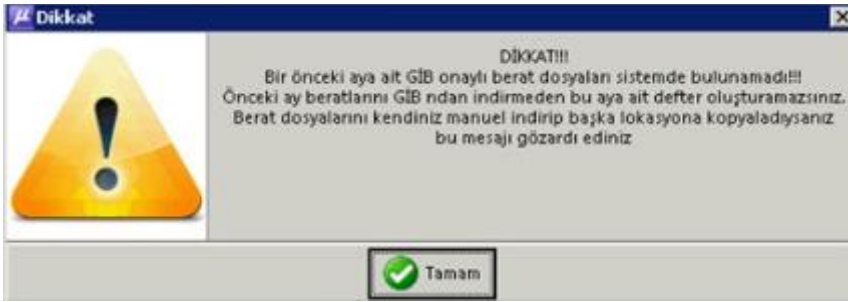 Dikkat
DİKKAT!!!
Bir önceki aya ait GİB onaylı berat dosyaları sistemde bulunamadı!!!
Önceki ay beratlarını GİB ndan indirmeden bu aya ait defter oluşturamazsınız.
Berat dosyalarını kendiniz manuel indirip başka lokasyona kopyaladıysanız
bu mesajı gözardı ediniz
Tamam